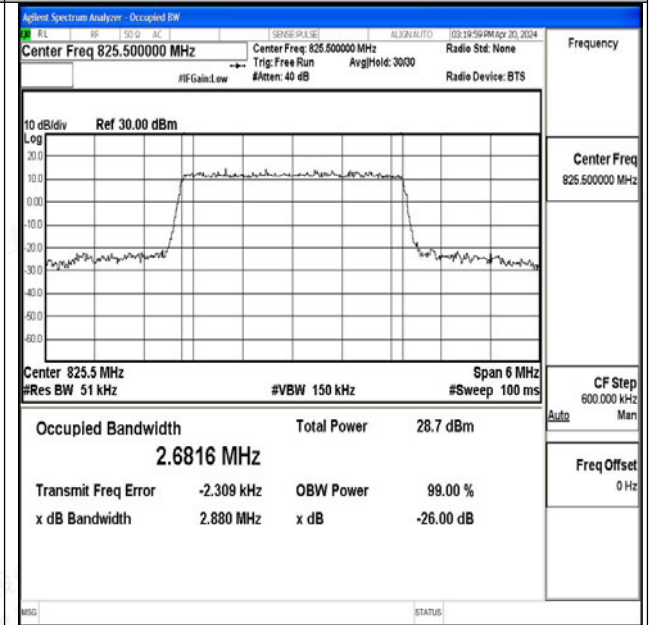 Agilent Spectrum Analyzer - Occupied BW
RL RF 50 Ω AC SENSE:PULSE ALIGN AUTO 03:19:59 PM Apr 20, 2024
Center Freq 825.500000 MHz
Center Freq: 825.500000 MHz
Radio Std: None
Trig: Free Run Avg|Hold: 30/30
#IFGain:Low #Atten: 40 dB Radio Device: BTS
Frequency
10 dB/div Ref 30.00 dBm
Log
20.0
10.0
0.00
-10.0
-20.0
-30.0
-40.0
-50.0
-60.0
Center 825.5 MHz Span 6 MHz
#Res BW 51 kHz #VBW 150 kHz #Sweep 100 ms
Occupied Bandwidth Total Power 28.7 dBm
2.6816 MHz
Transmit Freq Error -2.309 kHz OBW Power 99.00 %
x dB Bandwidth 2.880 MHz x dB -26.00 dB
Center Freq
825.500000 MHz
CF Step
600.000 kHz
Auto Man
Freq Offset
0 Hz
MSG STATUS